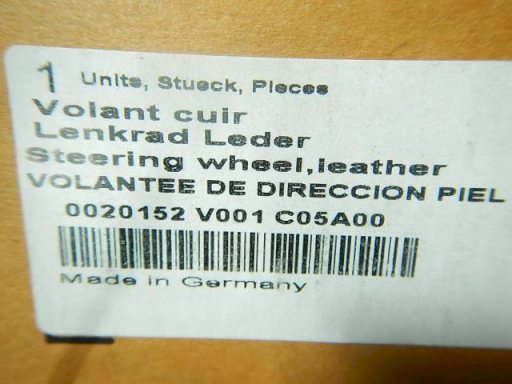 1 Units, Stueck, Pieces
Volant cuir
Lenkrad Leder
Steering wheel,leather
VOLANTEE DE DIRECCION PIEL
0020152 V001 C05A00
Made in Germany